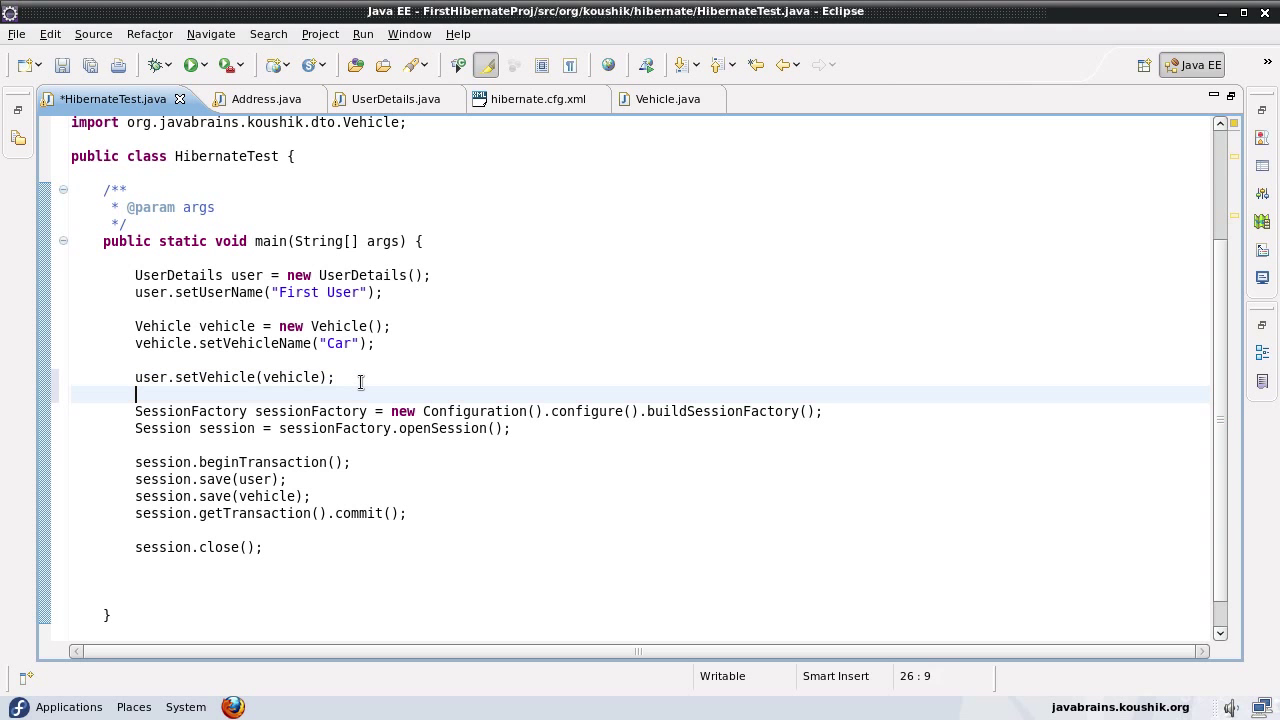 Java EE - FirstHibernateProj/src/org/koushik/hibernate/HibernateTest.java - Eclipse
File Edit Source Refactor Navigate Search Project Run Window Help
Java EE
*HibernateTest.java Address.java UserDetails.java hibernate.cfg.xml Vehicle.java
import org.javabrains.koushik.dto.Vehicle;
public class HibernateTest {
/**
* @param args
*/
public static void main(String[] args) {
UserDetails user = new UserDetails();
user.setUserName("First User");
Vehicle vehicle = new Vehicle();
vehicle.setVehicleName("Car");
user.setVehicle(vehicle);
SessionFactory sessionFactory = new Configuration().configure().buildSessionFactory();
Session session = sessionFactory.openSession();
session.beginTransaction();
session.save(user);
session.save(vehicle);
session.getTransaction().commit();
session.close();
}
Writable Smart Insert 26 : 9
Applications Places System javabrains.koushik.org